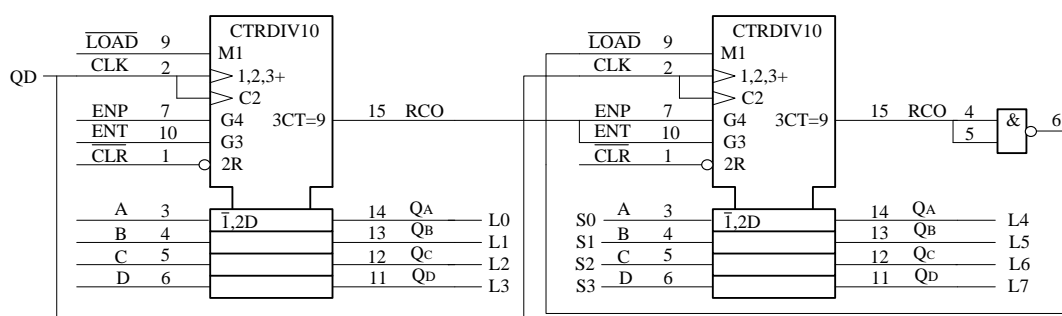 CTRDIV10 CTRDIV10
LOAD 9 M1 LOAD 9 M1
QD CLK 2 1,2,3+ CLK 2 1,2,3+
C2 C2
ENP 7 G4 3CT=9 15 RCO ENP 7 G4 3CT=9 15 RCO 4 & 6
ENT 10 G3 ENT 10 G3 5
CLR 1 2R CLR 1 2R
A 3 1,2D 14 QA L0 S0 A 3 1,2D 14 QA L4
B 4 13 QB L1 S1 B 4 13 QB L5
C 5 12 QC L2 S2 C 5 12 QC L6
D 6 11 QD L3 S3 D 6 11 QD L7